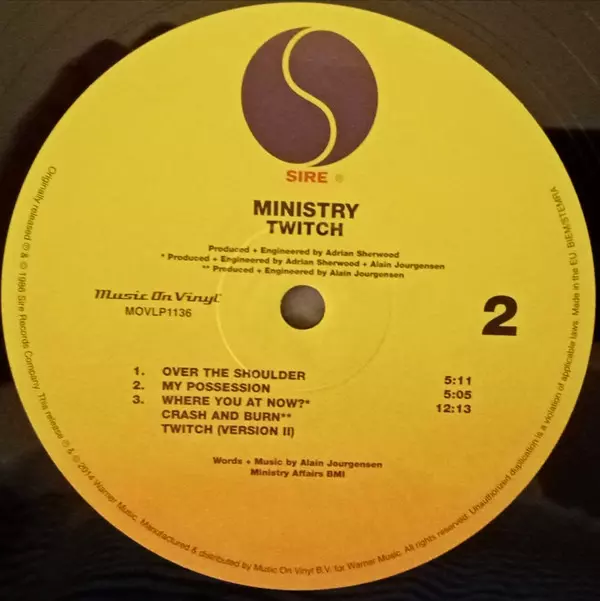 SIRE ®
MINISTRY
TWITCH
Produced + Engineered by Adrian Sherwood
* Produced + Engineered by Adrian Sherwood + Alain Jourgensen
** Produced + Engineered by Alain Jourgensen
Music On Vinyl
MOVLP1136
2
1. OVER THE SHOULDER 5:11
2. MY POSSESSION 5:05
3. WHERE YOU AT NOW?* 12:13
CRASH AND BURN**
TWITCH (VERSION II)
Words + Music by Alain Jourgensen
Ministry Affairs BMI
Originally released ℗ & © 1986 Sire Records Company. This release ℗ & © 2014 Warner Music. Manufactured & distributed by Music On Vinyl B.V. for Warner Music. All rights reserved. Unauthorized duplication is a violation of applicable laws. Made in the EU. BIEM/STEMRA